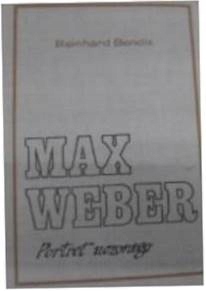 Reinhard Bendix
MAX
WEBER
Portret uczonego